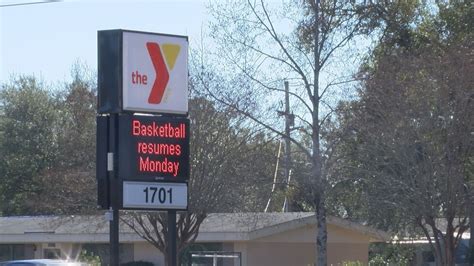 the
Y
Basketball
resumes
Monday
1701